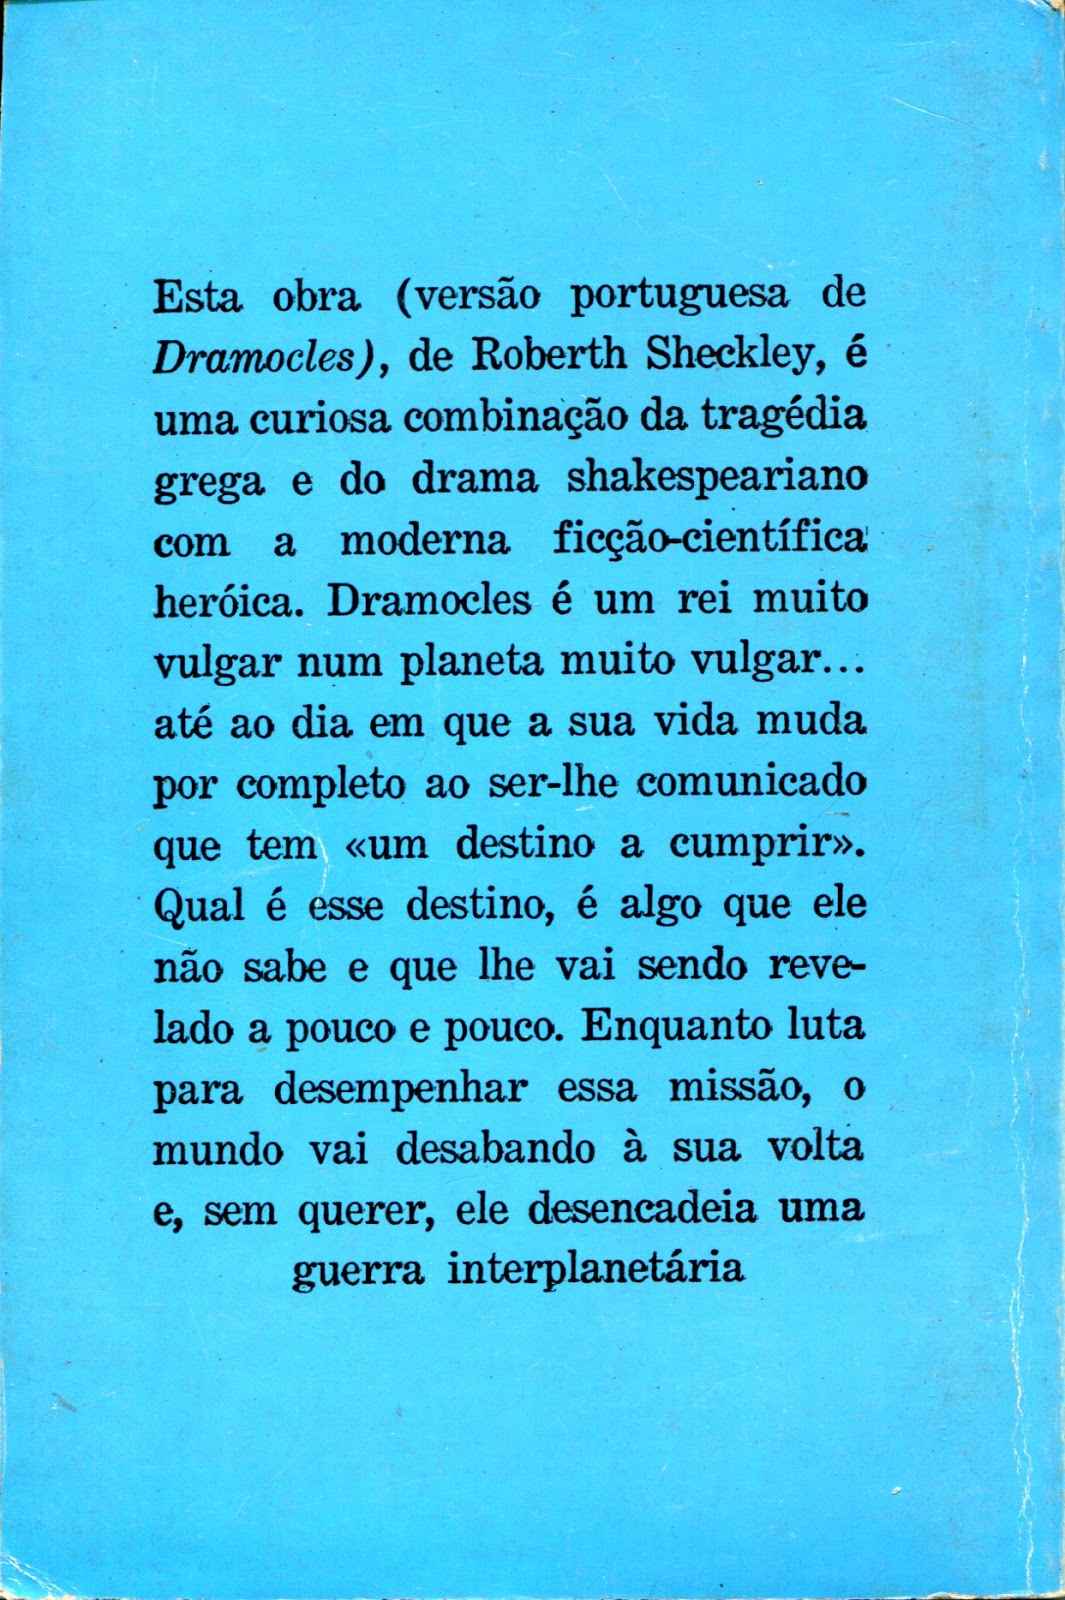 Esta obra (versão portuguesa de
Dramocles), de Roberth Sheckley, é
uma curiosa combinação da tragédia
grega e do drama shakespeariano
com a moderna ficção-científica
heróica. Dramocles é um rei muito
vulgar num planeta muito vulgar...
até ao dia em que a sua vida muda
por completo ao ser-lhe comunicado
que tem «um destino a cumprir».
Qual é esse destino, é algo que ele
não sabe e que lhe vai sendo reve-
lado a pouco e pouco. Enquanto luta
para desempenhar essa missão, o
mundo vai desabando à sua volta
e, sem querer, ele desencadeia uma
guerra interplanetária